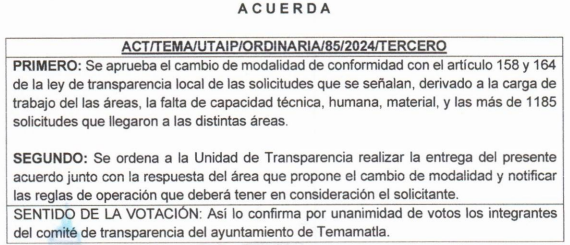 ACUERDA
ACT/TEMA/UTAIP/ORDINARIA/85/2024/TERCERO
PRIMERO: Se aprueba el cambio de modalidad de conformidad con el artículo 158 y 164
de la ley de transparencia local de las solicitudes que se señalan, derivado a la carga de
trabajo del las áreas, la falta de capacidad técnica, humana, material, y las más de 1185
solicitudes que llegaron a las distintas áreas.
SEGUNDO: Se ordena a la Unidad de Transparencia realizar la entrega del presente
acuerdo junto con la respuesta del área que propone el cambio de modalidad y notificar
las reglas de operación que deberá tener en consideración el solicitante.
SENTIDO DE LA VOTACIÓN: Asi lo confirma por unanimidad de votos los integrantes
del comité de transparencia del ayuntamiento de Temamatla.